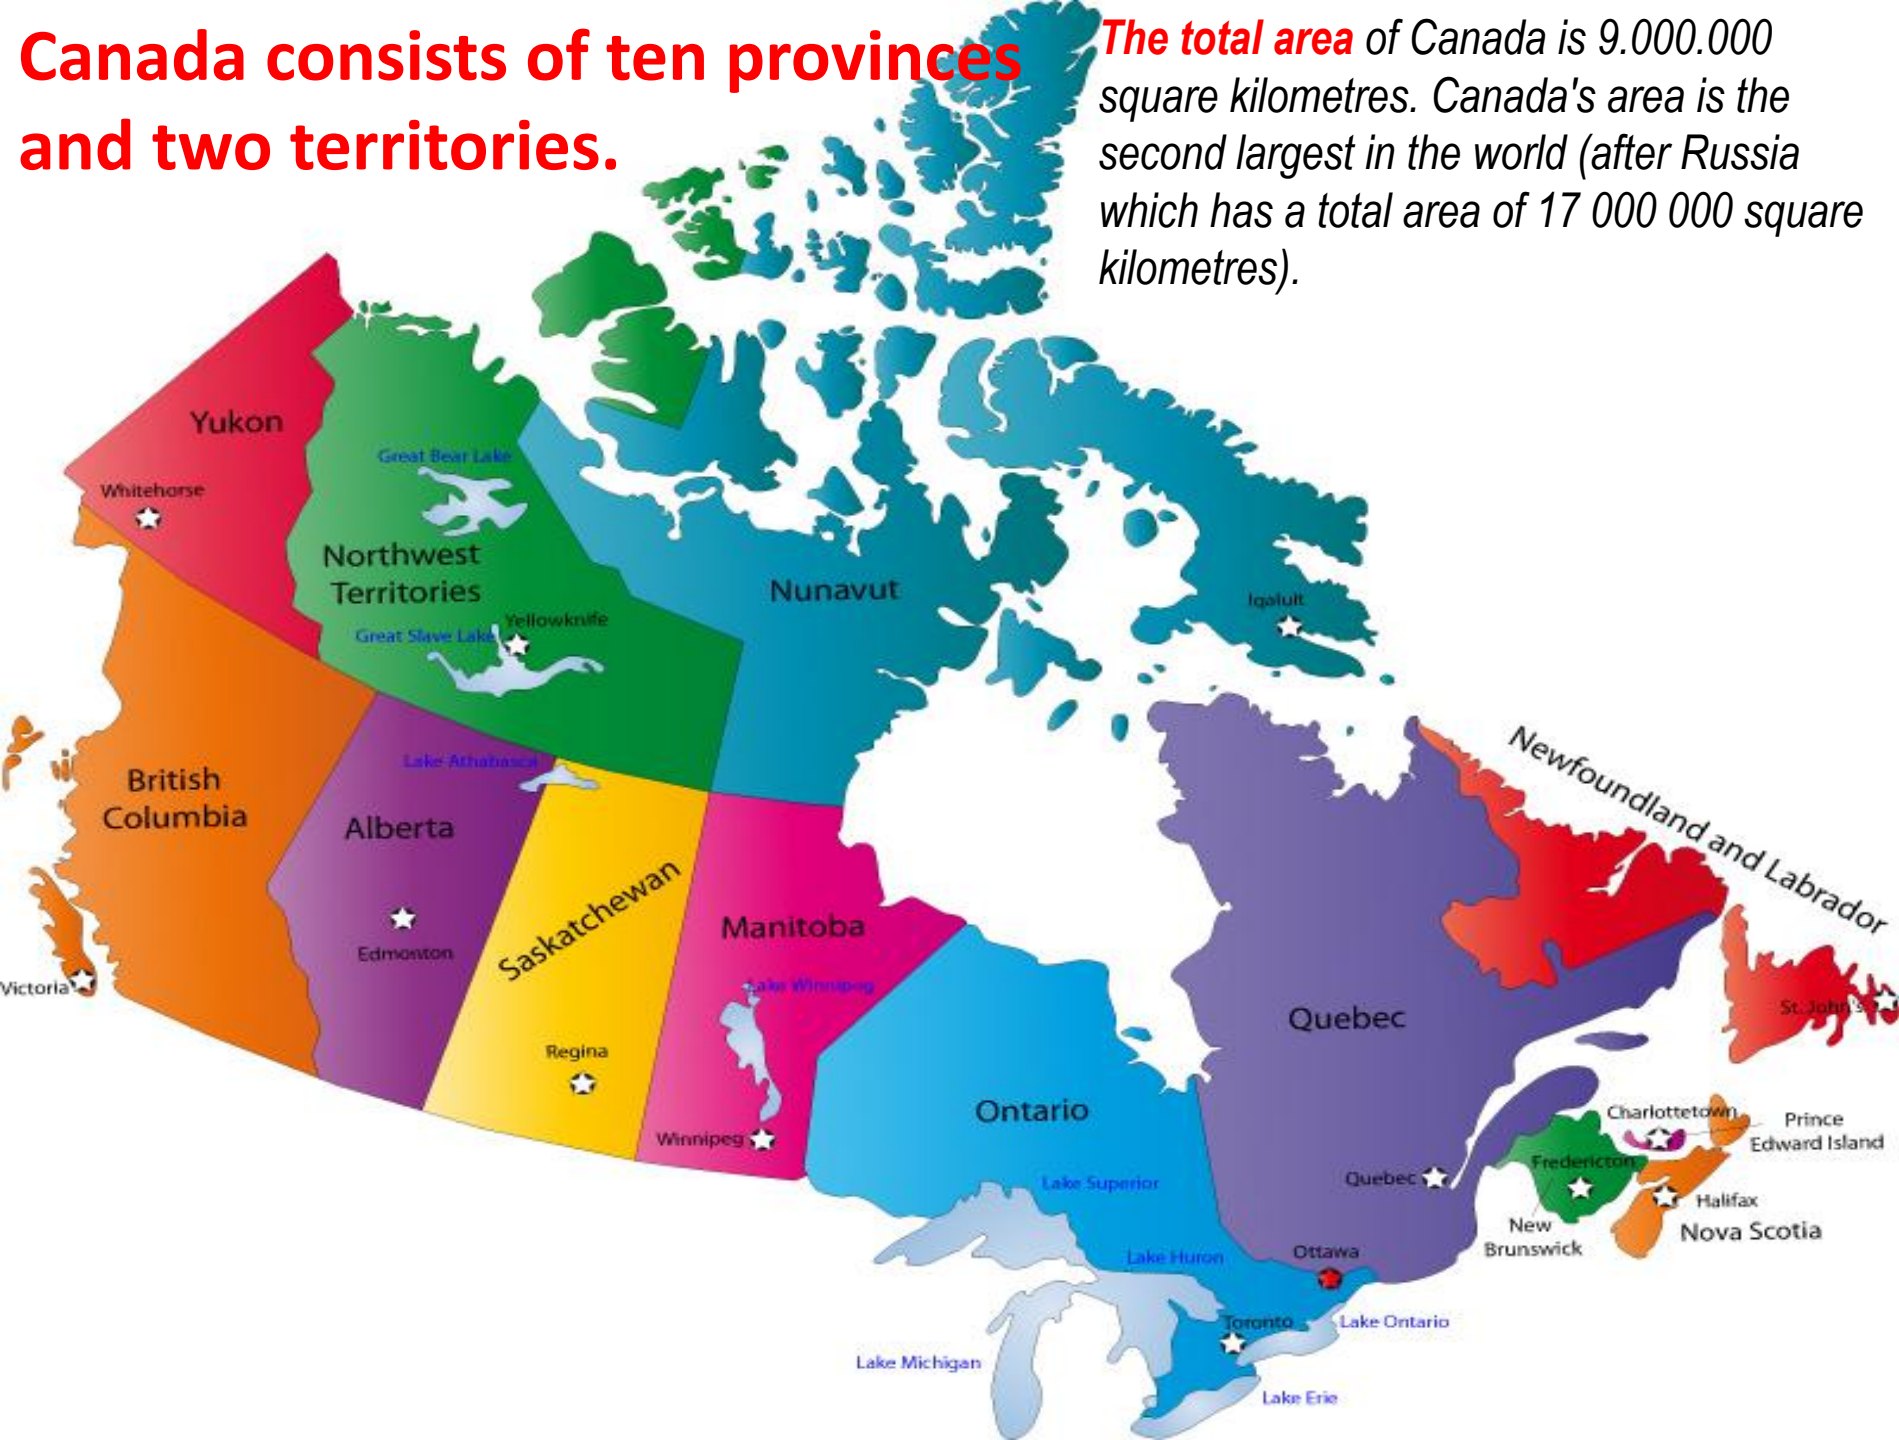 Canada consists of ten provinces
and two territories.
The total area of Canada is 9.000.000
square kilometres. Canada's area is the
second largest in the world (after Russia
which has a total area of 17 000 000 square
kilometres).
Yukon
Whitehorse
Great Bear Lake
Northwest
Territories
Yellowknife
Great Slave Lake
Nunavut
Iqaluit
British
Columbia
Victoria
Lake Athabasca
Alberta
Edmonton
Saskatchewan
Regina
Manitoba
Lake Winnipeg
Winnipeg
Ontario
Lake Superior
Lake Huron
Lake Michigan
Toronto
Lake Ontario
Lake Erie
Ottawa
Quebec
Quebec
Newfoundland and Labrador
St. John's
Charlottetown
Prince
Edward Island
Fredericton
New
Brunswick
Halifax
Nova Scotia